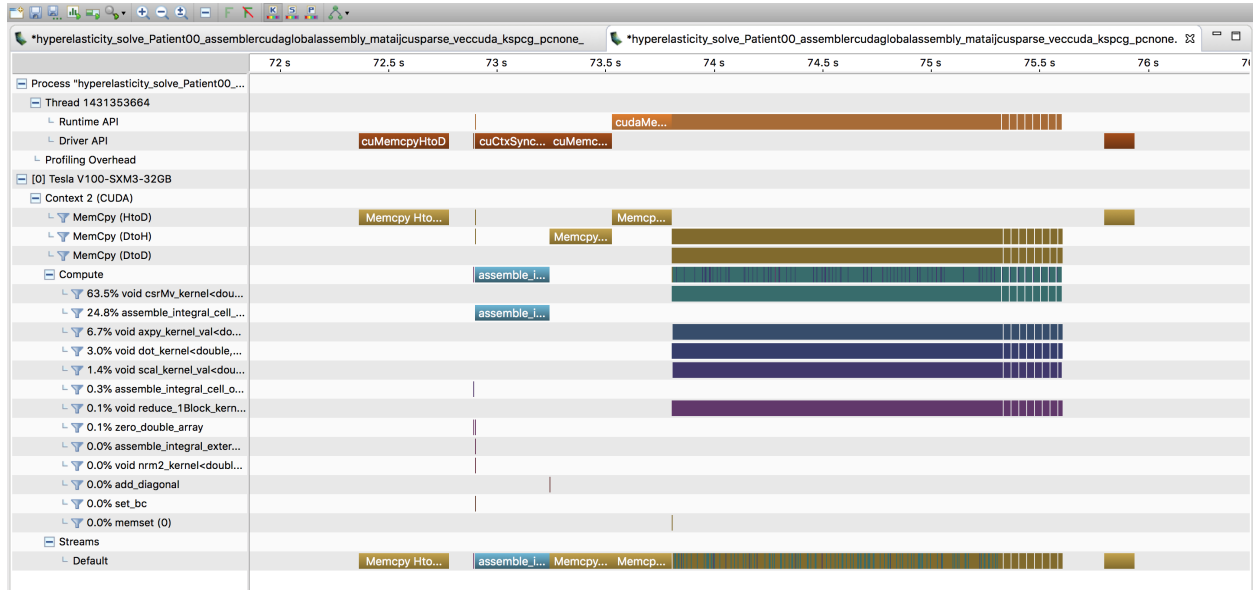 *hyperelasticity_solve_Patient00_assemblercudaglobalassembly_mataijcusparse_veccuda_kspcg_pcnone_
*hyperelasticity_solve_Patient00_assemblercudaglobalassembly_mataijcusparse_veccuda_kspcg_pcnone.
72 s 72.5 s 73 s 73.5 s 74 s 74.5 s 75 s 75.5 s 76 s
Process "hyperelasticity_solve_Patient00_...
Thread 1431353664
Runtime API cudaMe...
Driver API cuMemcpyHtoD cuCtxSync... cuMemc...
Profiling Overhead
[0] Tesla V100-SXM3-32GB
Context 2 (CUDA)
MemCpy (HtoD) Memcpy Hto... Memcp...
MemCpy (DtoH) Memcpy...
MemCpy (DtoD)
Compute assemble_i...
63.5% void csrMv_kernel<dou...
24.8% assemble_integral_cell_... assemble_i...
6.7% void axpy_kernel_val<do...
3.0% void dot_kernel<double,...
1.4% void scal_kernel_val<dou...
0.3% assemble_integral_cell_o...
0.1% void reduce_1Block_kern...
0.1% zero_double_array
0.0% assemble_integral_exter...
0.0% void nrm2_kernel<doubl...
0.0% add_diagonal
0.0% set_bc
0.0% memset (0)
Streams
Default Memcpy Hto... assemble_i... Memcpy... Memcp...